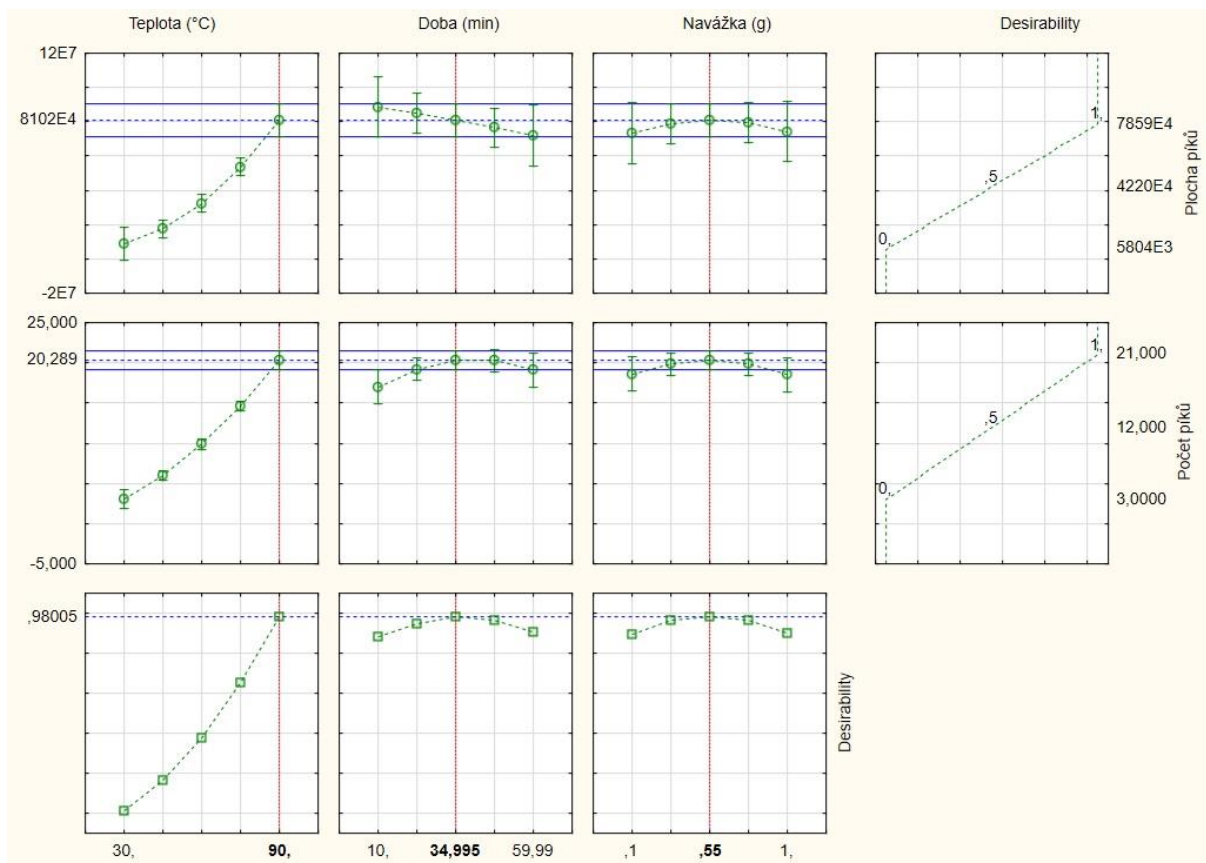 Teplota (°C) Doba (min) Navážka (g) Desirability
12E7
8102E4
-2E7
0, ,5 1,
7859E4
4220E4
5804E3
Plocha píků
25,000
20,289
-5,000
0, ,5 1,
21,000
12,000
3,0000
Počet píků
,98005
Desirability
30, 90, 10, 34,995 59,99 ,1 ,55 1,